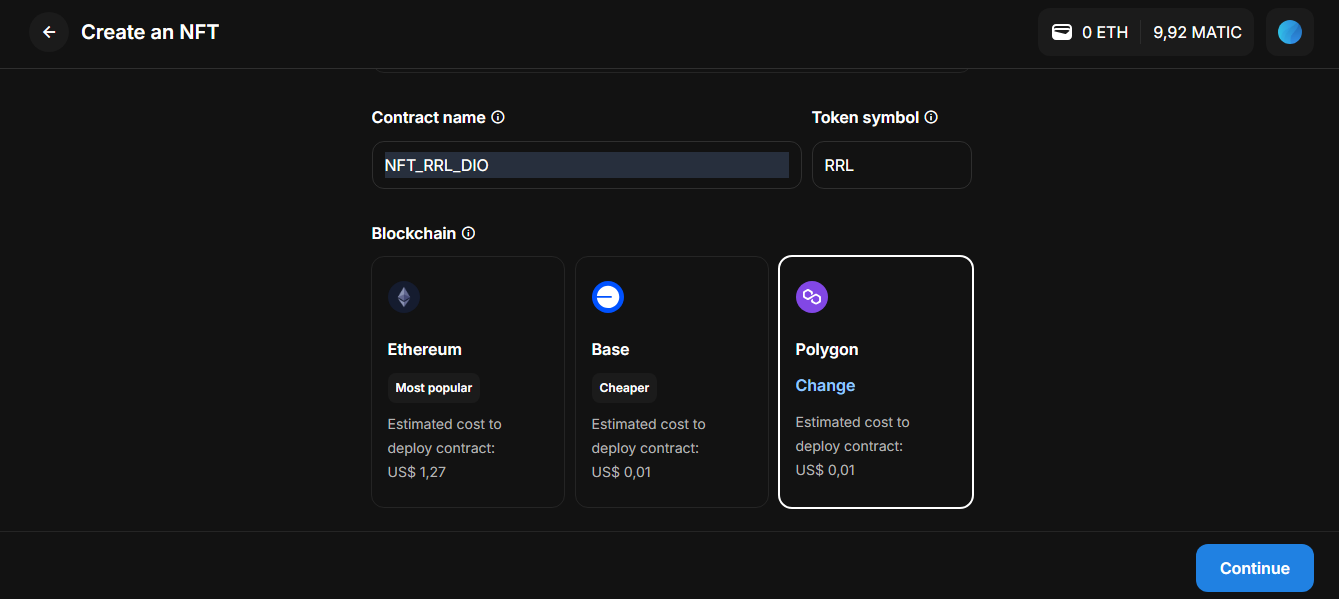 Create an NFT
0 ETH
9,92 MATIC
Contract name
Token symbol
NFT_RRL_DIO
RRL
Blockchain
Ethereum
Most popular
Estimated cost to
deploy contract:
US$ 1,27
Base
Cheaper
Estimated cost to
deploy contract:
US$ 0,01
Polygon
Change
Estimated cost to
deploy contract:
US$ 0,01
Continue